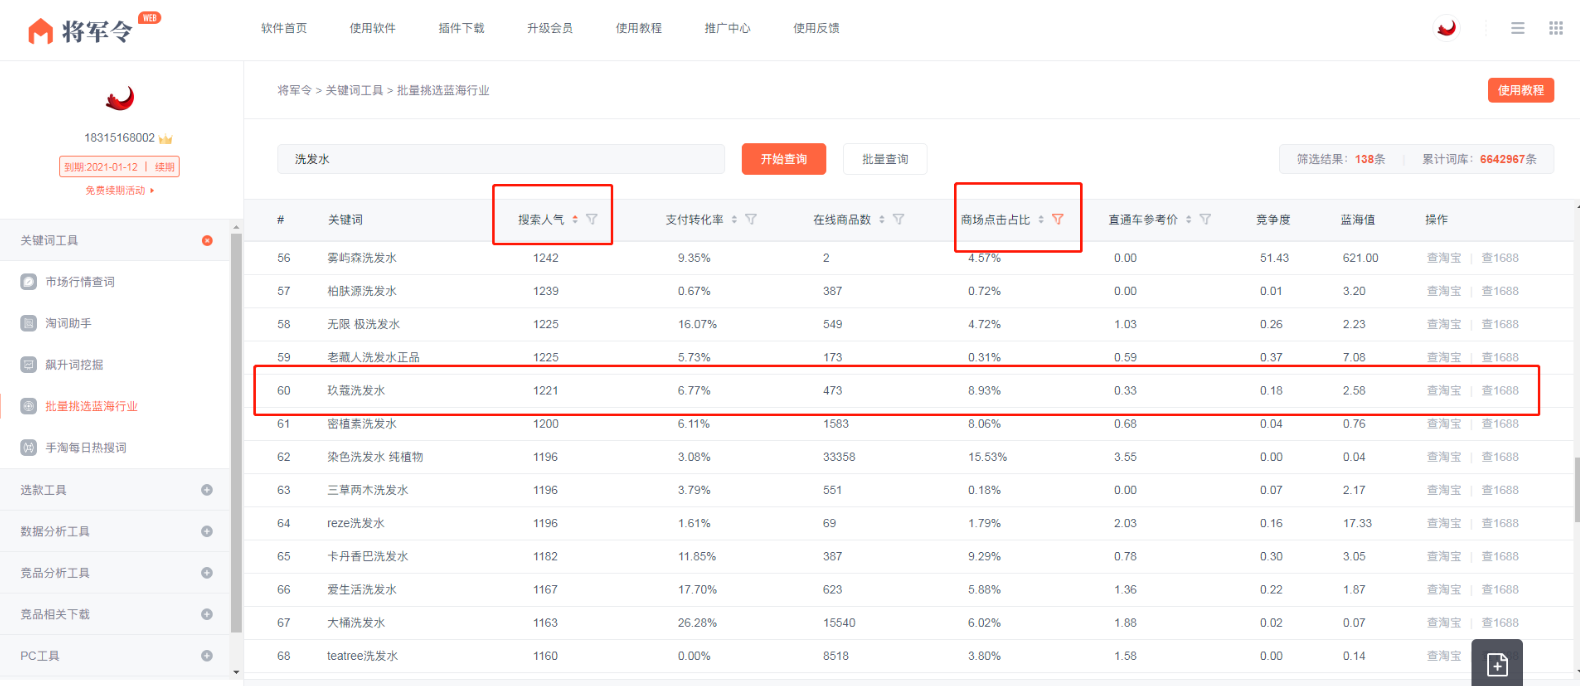 将军令 WEB
软件首页 使用软件 插件下载 升级会员 使用教程 推广中心 使用反馈
18315168002
到期:2021-01-12 | 续期
免费续期活动
关键词工具
市场行情查词
淘词助手
飙升词挖掘
批量挑选蓝海行业
手淘每日热搜词
选款工具
数据分析工具
竞品分析工具
竞品相关下载
PC工具
将军令 > 关键词工具 > 批量挑选蓝海行业
使用教程
洗发水 开始查询 批量查询 筛选结果: 138条 累计词库: 6642967条
# 关键词 搜索人气 支付转化率 在线商品数 商场点击占比 直通车参考价 竞争度 蓝海值 操作
56 雾屿森洗发水 1242 9.35% 2 4.57% 0.00 51.43 621.00 查淘宝 | 查1688
57 柏肤源洗发水 1239 0.67% 387 0.72% 0.00 0.01 3.20 查淘宝 | 查1688
58 无限 极洗发水 1225 16.07% 549 4.72% 1.03 0.26 2.23 查淘宝 | 查1688
59 老藏人洗发水正品 1225 5.73% 173 0.31% 0.59 0.37 7.08 查淘宝 | 查1688
60 玖蔻洗发水 1221 6.77% 473 8.93% 0.33 0.18 2.58 查淘宝 | 查1688
61 密植素洗发水 1200 6.11% 1583 8.06% 0.68 0.04 0.76 查淘宝 | 查1688
62 染色洗发水 纯植物 1196 3.08% 33358 15.53% 3.55 0.00 0.04 查淘宝 | 查1688
63 三草两木洗发水 1196 3.79% 551 0.18% 0.00 0.07 2.17 查淘宝 | 查1688
64 reze洗发水 1196 1.61% 69 1.79% 2.03 0.16 17.33 查淘宝 | 查1688
65 卡丹香巴洗发水 1182 11.85% 387 9.29% 0.78 0.30 3.05 查淘宝 | 查1688
66 爱生活洗发水 1167 17.70% 623 5.88% 1.36 0.22 1.87 查淘宝 | 查1688
67 大桶洗发水 1163 26.28% 15540 6.02% 1.88 0.02 0.07 查淘宝 | 查1688
68 teatree洗发水 1160 0.00% 8518 3.80% 1.58 0.00 0.14 查淘宝